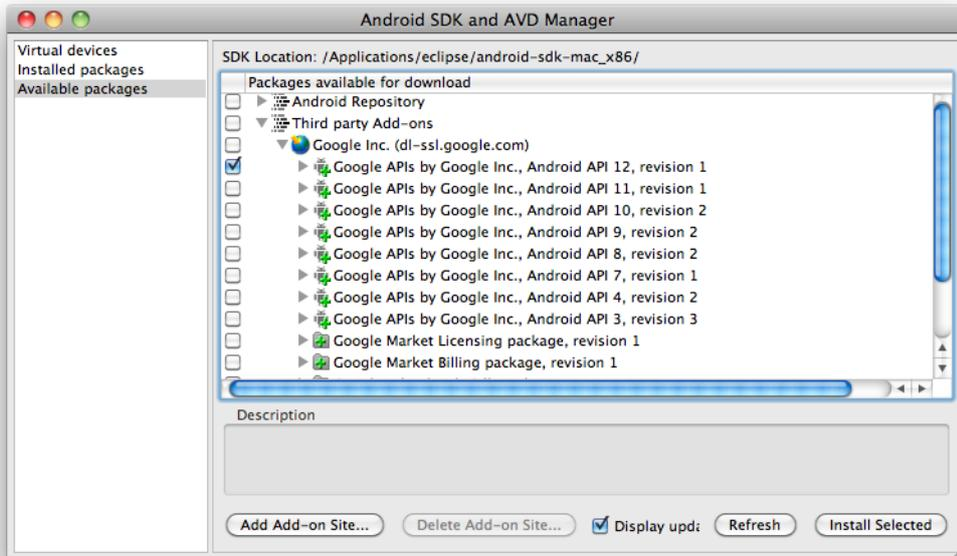 Android SDK and AVD Manager
Virtual devices
Installed packages
Available packages
SDK Location: /Applications/eclipse/android-sdk-mac_x86/
Packages available for download
Android Repository
Third party Add-ons
Google Inc. (dl-ssl.google.com)
Google APIs by Google Inc., Android API 12, revision 1
Google APIs by Google Inc., Android API 11, revision 1
Google APIs by Google Inc., Android API 10, revision 2
Google APIs by Google Inc., Android API 9, revision 2
Google APIs by Google Inc., Android API 8, revision 2
Google APIs by Google Inc., Android API 7, revision 1
Google APIs by Google Inc., Android API 4, revision 2
Google APIs by Google Inc., Android API 3, revision 3
Google Market Licensing package, revision 1
Google Market Billing package, revision 1
Description
Add Add-on Site...
Delete Add-on Site...
Display upda
Refresh
Install Selected